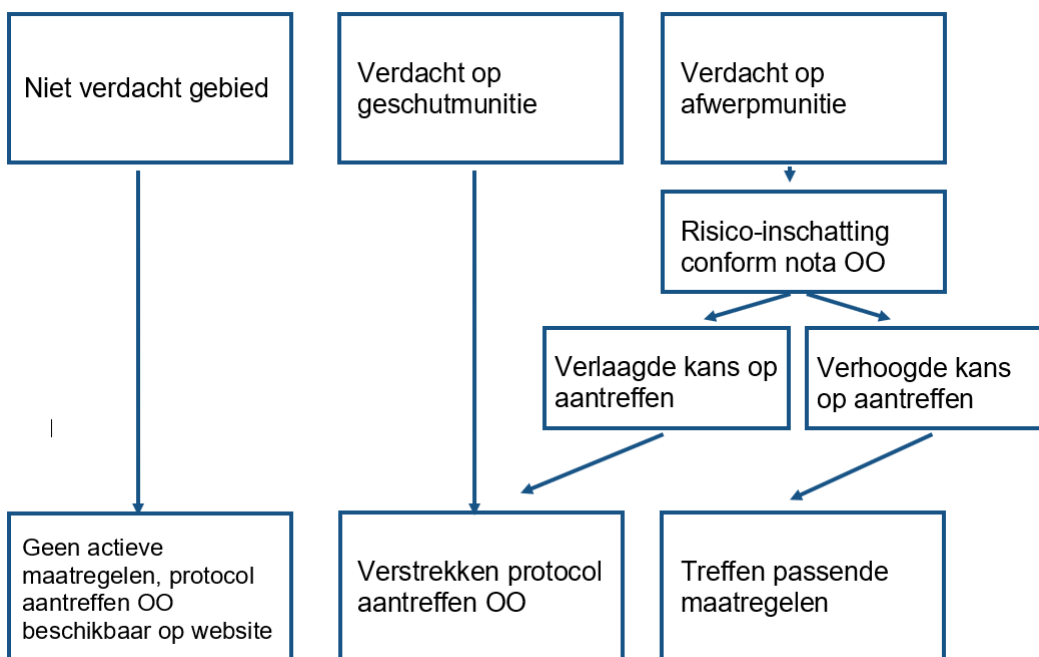 Niet verdacht gebied
Verdacht op
geschutmunitie
Verdacht op
afwerpmunitie
Risico-inschatting
conform nota OO
Verlaagde kans op
aantreffen
Verhoogde kans
op aantreffen
Geen actieve
maatregelen, protocol
aantreffen OO
beschikbaar op website
Verstrekken protocol
aantreffen OO
Treffen passende
maatregelen